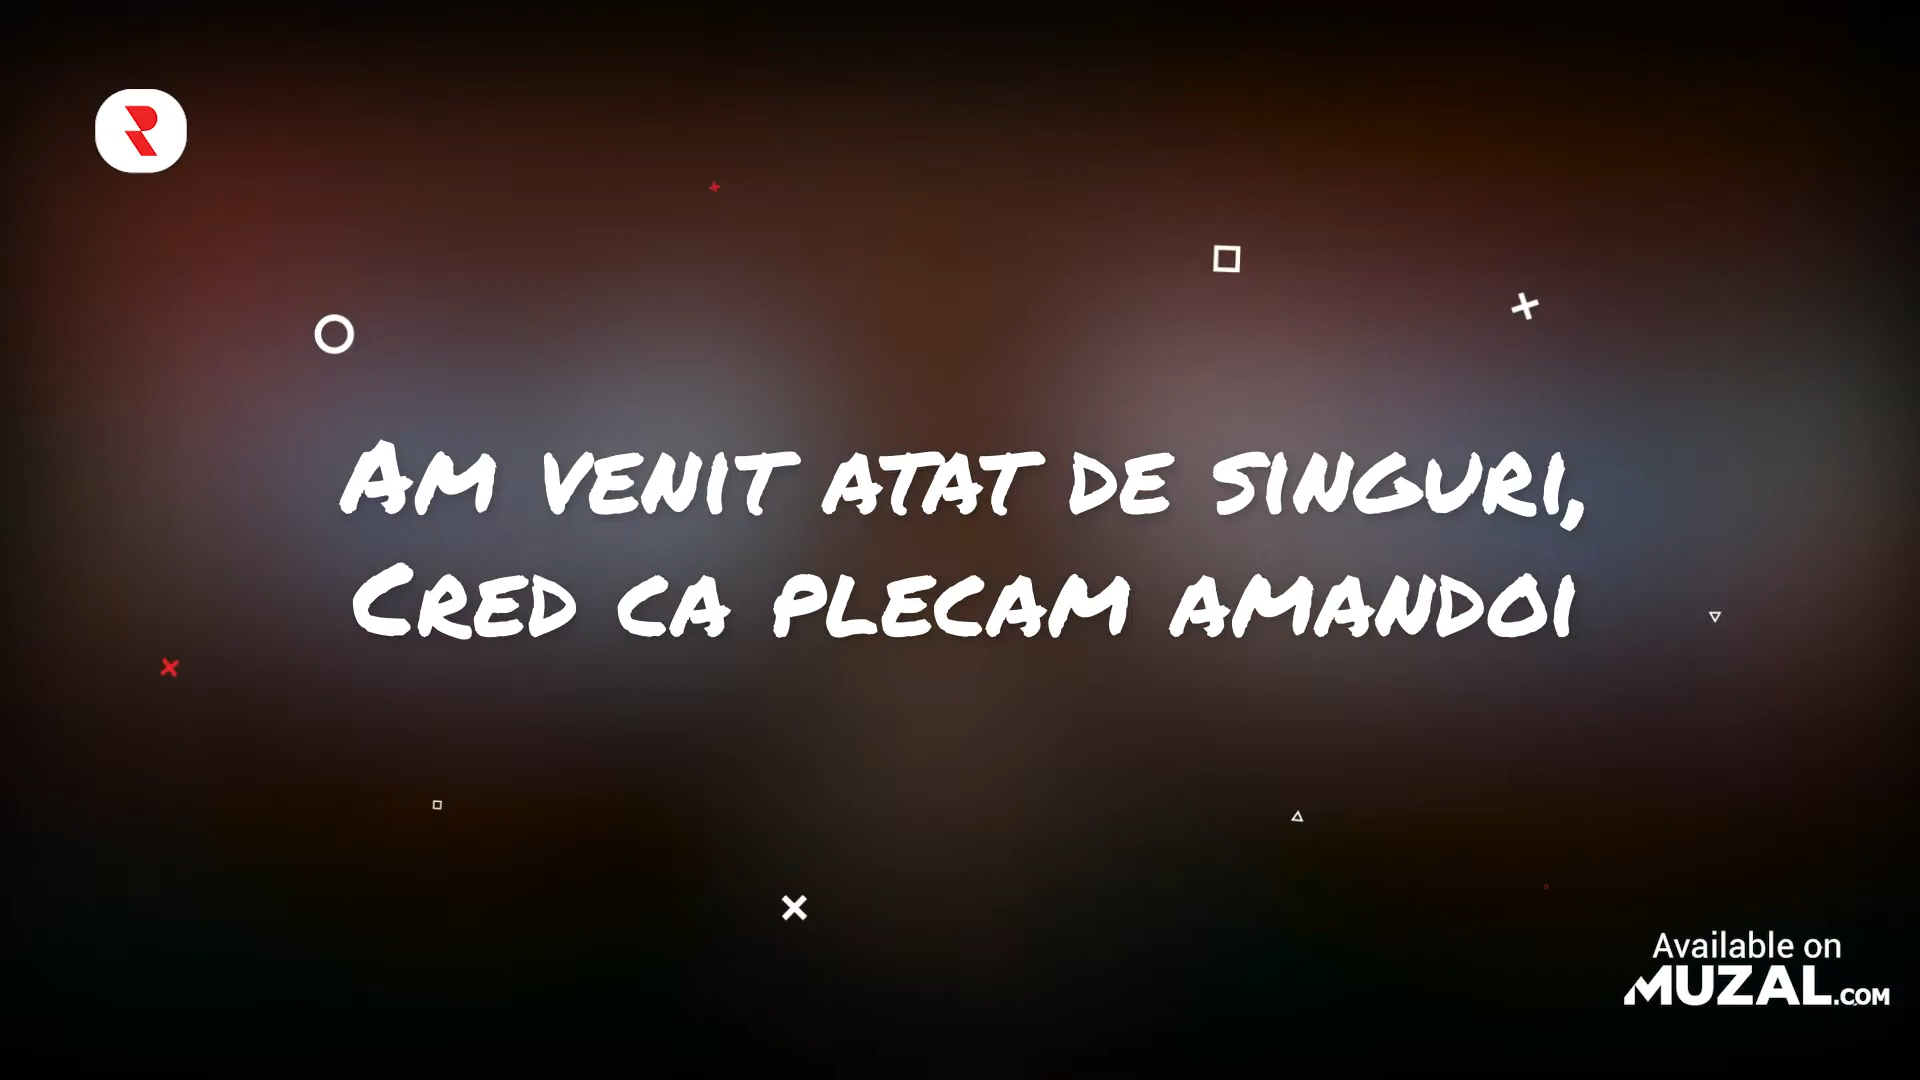 Am venit atat de singuri,
Cred ca plecam amandoi
Available on
MUZAL.COM